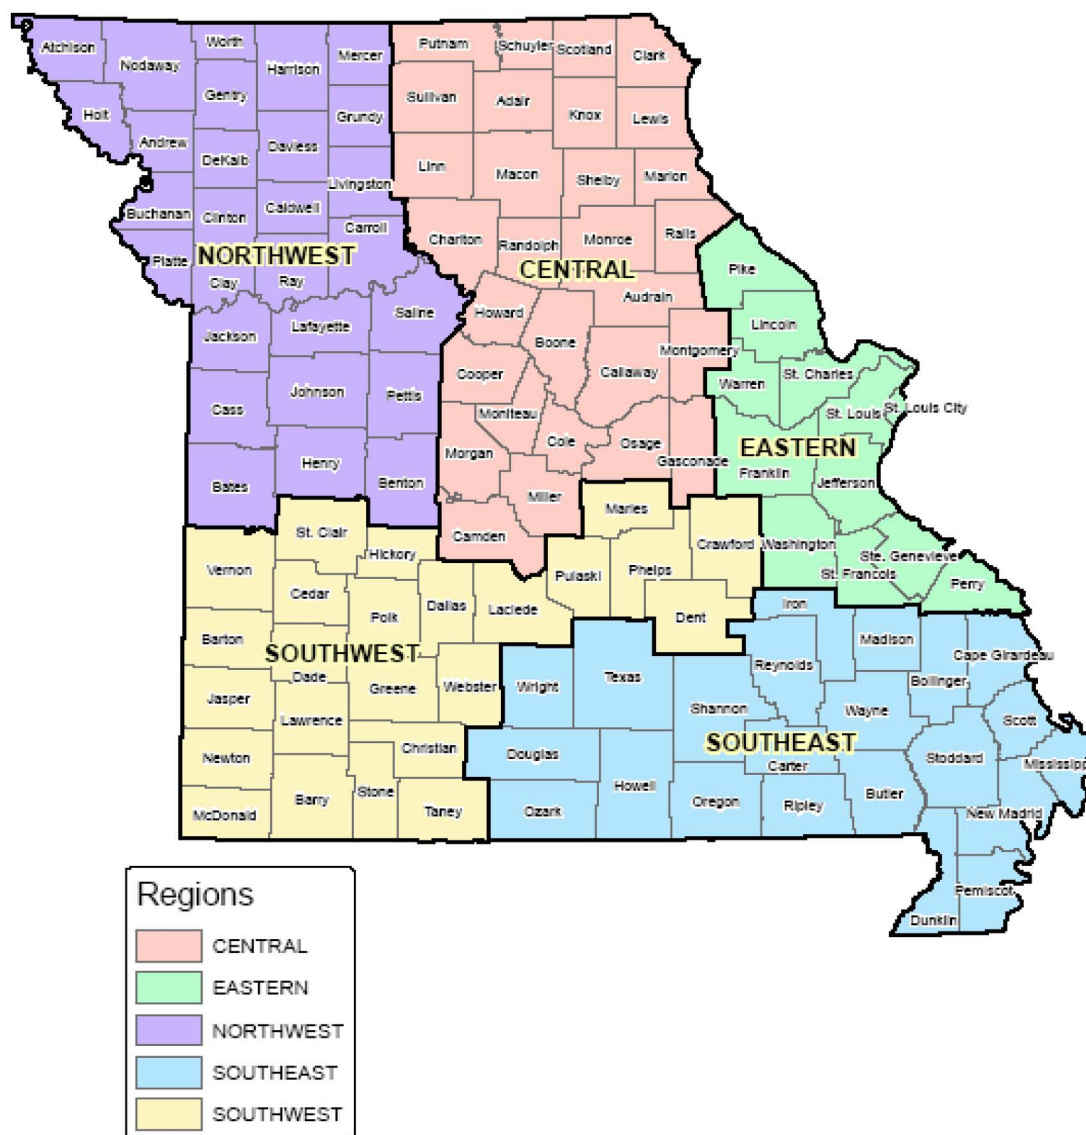 Atchison
Nodaway
Worth
Harrison
Mercer
Putnam
Schuyler
Scotland
Clark
Holt
Gentry
Grundy
Sullivan
Adair
Knox
Lewis
Andrew
DeKalb
Daviess
Livingston
Linn
Macon
Shelby
Marion
Buchanan
Clinton
Caldwell
Carroll
Chariton
Randolph
Monroe
Ralls
Platte
NORTHWEST
CENTRAL
Pike
Clay
Ray
Audrain
Jackson
Lafayette
Saline
Howard
Boone
Lincoln
Montgomery
Cooper
Callaway
Warren
St. Charles
Cass
Johnson
Pettis
Moniteau
St. Louis
St. Louis City
Morgan
Cole
Osage
Gasconade
EASTERN
Franklin
Jefferson
Bates
Henry
Benton
Miller
Maries
St. Clair
Camden
Crawford
Washington
Ste. Genevieve
Vernon
Hickory
Pulaski
Phelps
St. Francois
Perry
Cedar
Polk
Dallas
Laclede
Dent
Iron
Barton
SOUTHWEST
Madison
Cape Girardeau
Jasper
Dade
Greene
Webster
Wright
Texas
Reynolds
Bollinger
Lawrence
Shannon
Wayne
Scott
Newton
Christian
Douglas
SOUTHEAST
Stoddard
Mississippi
McDonald
Barry
Stone
Taney
Ozark
Howell
Oregon
Carter
Ripley
Butler
New Madrid
Pemiscot
Dunklin
Regions
CENTRAL
EASTERN
NORTHWEST
SOUTHEAST
SOUTHWEST